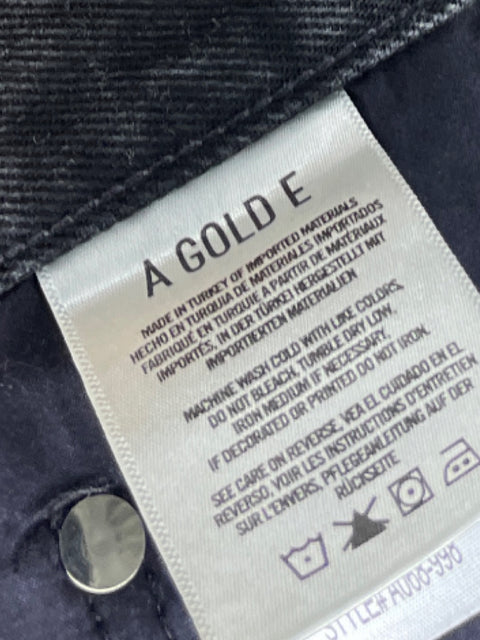 A GOLD E
MADE IN TURKEY OF IMPORTED MATERIALS
HECHO EN TURQUIA DE MATERIALES IMPORTADOS
FABRIQUÉ EN TURQUIE A PARTIR DE MATÉRIAUX
IMPORTÉS, IN DER TÜRKEI HERGESTELLT MIT
IMPORTIERTEN MATERIALIEN
MACHINE WASH COLD WITH LIKE COLORS,
DO NOT BLEACH, TUMBLE DRY LOW,
IRON MEDIUM IF NECESSARY,
IF DECORATED OR PRINTED DO NOT IRON.
SEE CARE ON REVERSE, VEA EL CUIDADO EN EL
REVERSO, VOIR LES INSTRUCTIONS D'ENTRETIEN
SUR L'ENVERS, PFLEGEANLEITUNG AUF DER
RÜCKSEITE
STYLE#